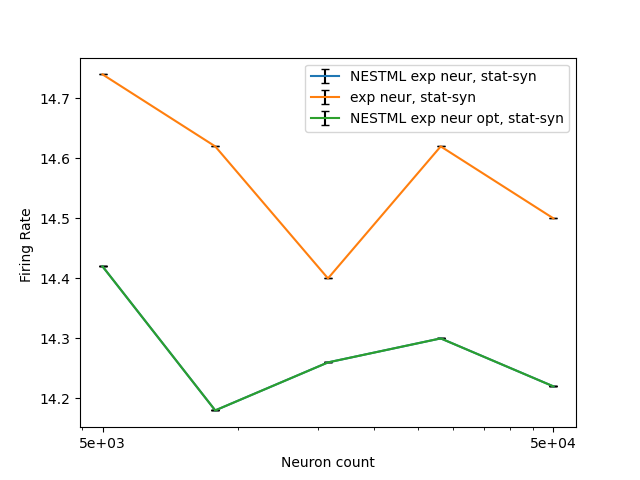 NESTML exp neur, stat-syn
exp neur, stat-syn
NESTML exp neur opt, stat-syn
14.7
14.6
14.5
14.4
14.3
14.2
Firing Rate
5e+03
5e+04
Neuron count